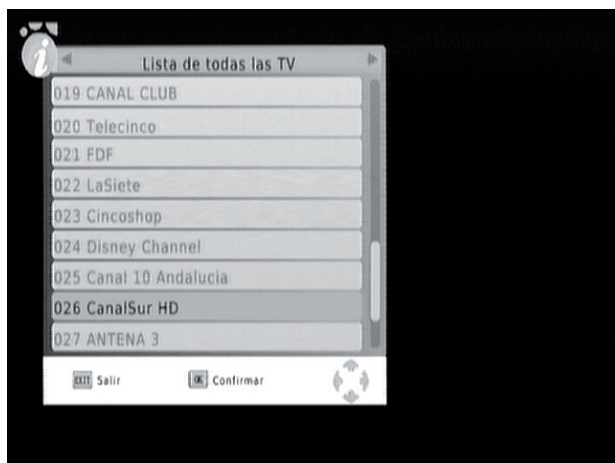 Lista de todas las TV
019 CANAL CLUB
020 Telecinco
021 FDF
022 LaSiete
023 Cincoshop
024 Disney Channel
025 Canal 10 Andalucia
026 CanalSur HD
027 ANTENA 3
EXIT Salir OK Confirmar